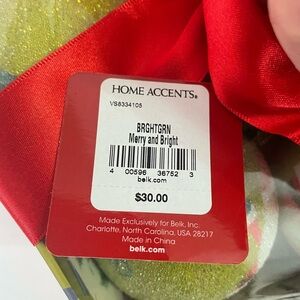 HOME ACCENTS®
VS8334105
BRGHTGRN
Merry and Bright
4 00596 36752 3
belk.com
$30.00
Made Exclusively for Belk, Inc.
Charlotte, North Carolina, USA 28217
Made in China
belk.com